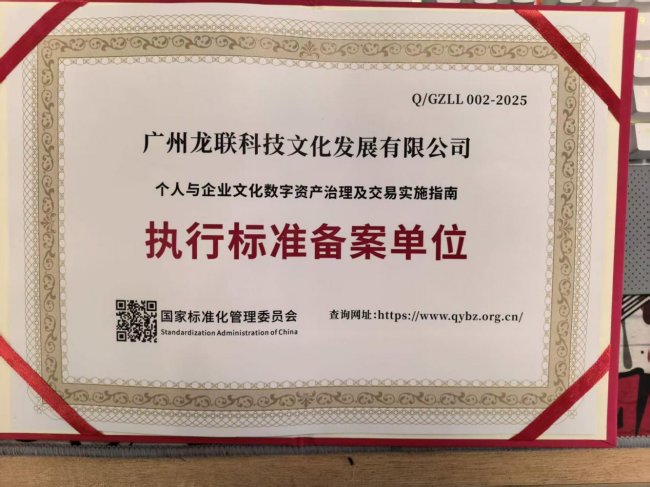 Q/GZLL 002-2025
广州龙联科技文化发展有限公司
个人与企业文化数字资产治理及交易实施指南
执行标准备案单位
国家标准化管理委员会
Standardization Administration of China
查询网址:https://www.qybz.org.cn/